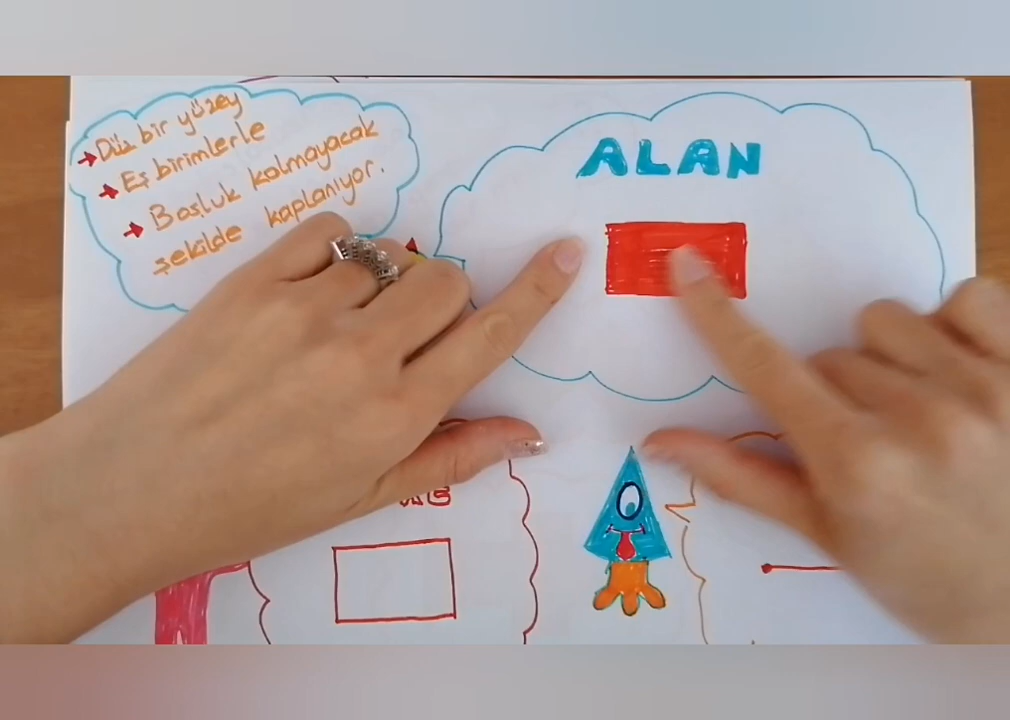 Düz bir yüzey
Eş birimlerle
Boşluk kalmayacak
şekilde kaplanıyor.
ALAN